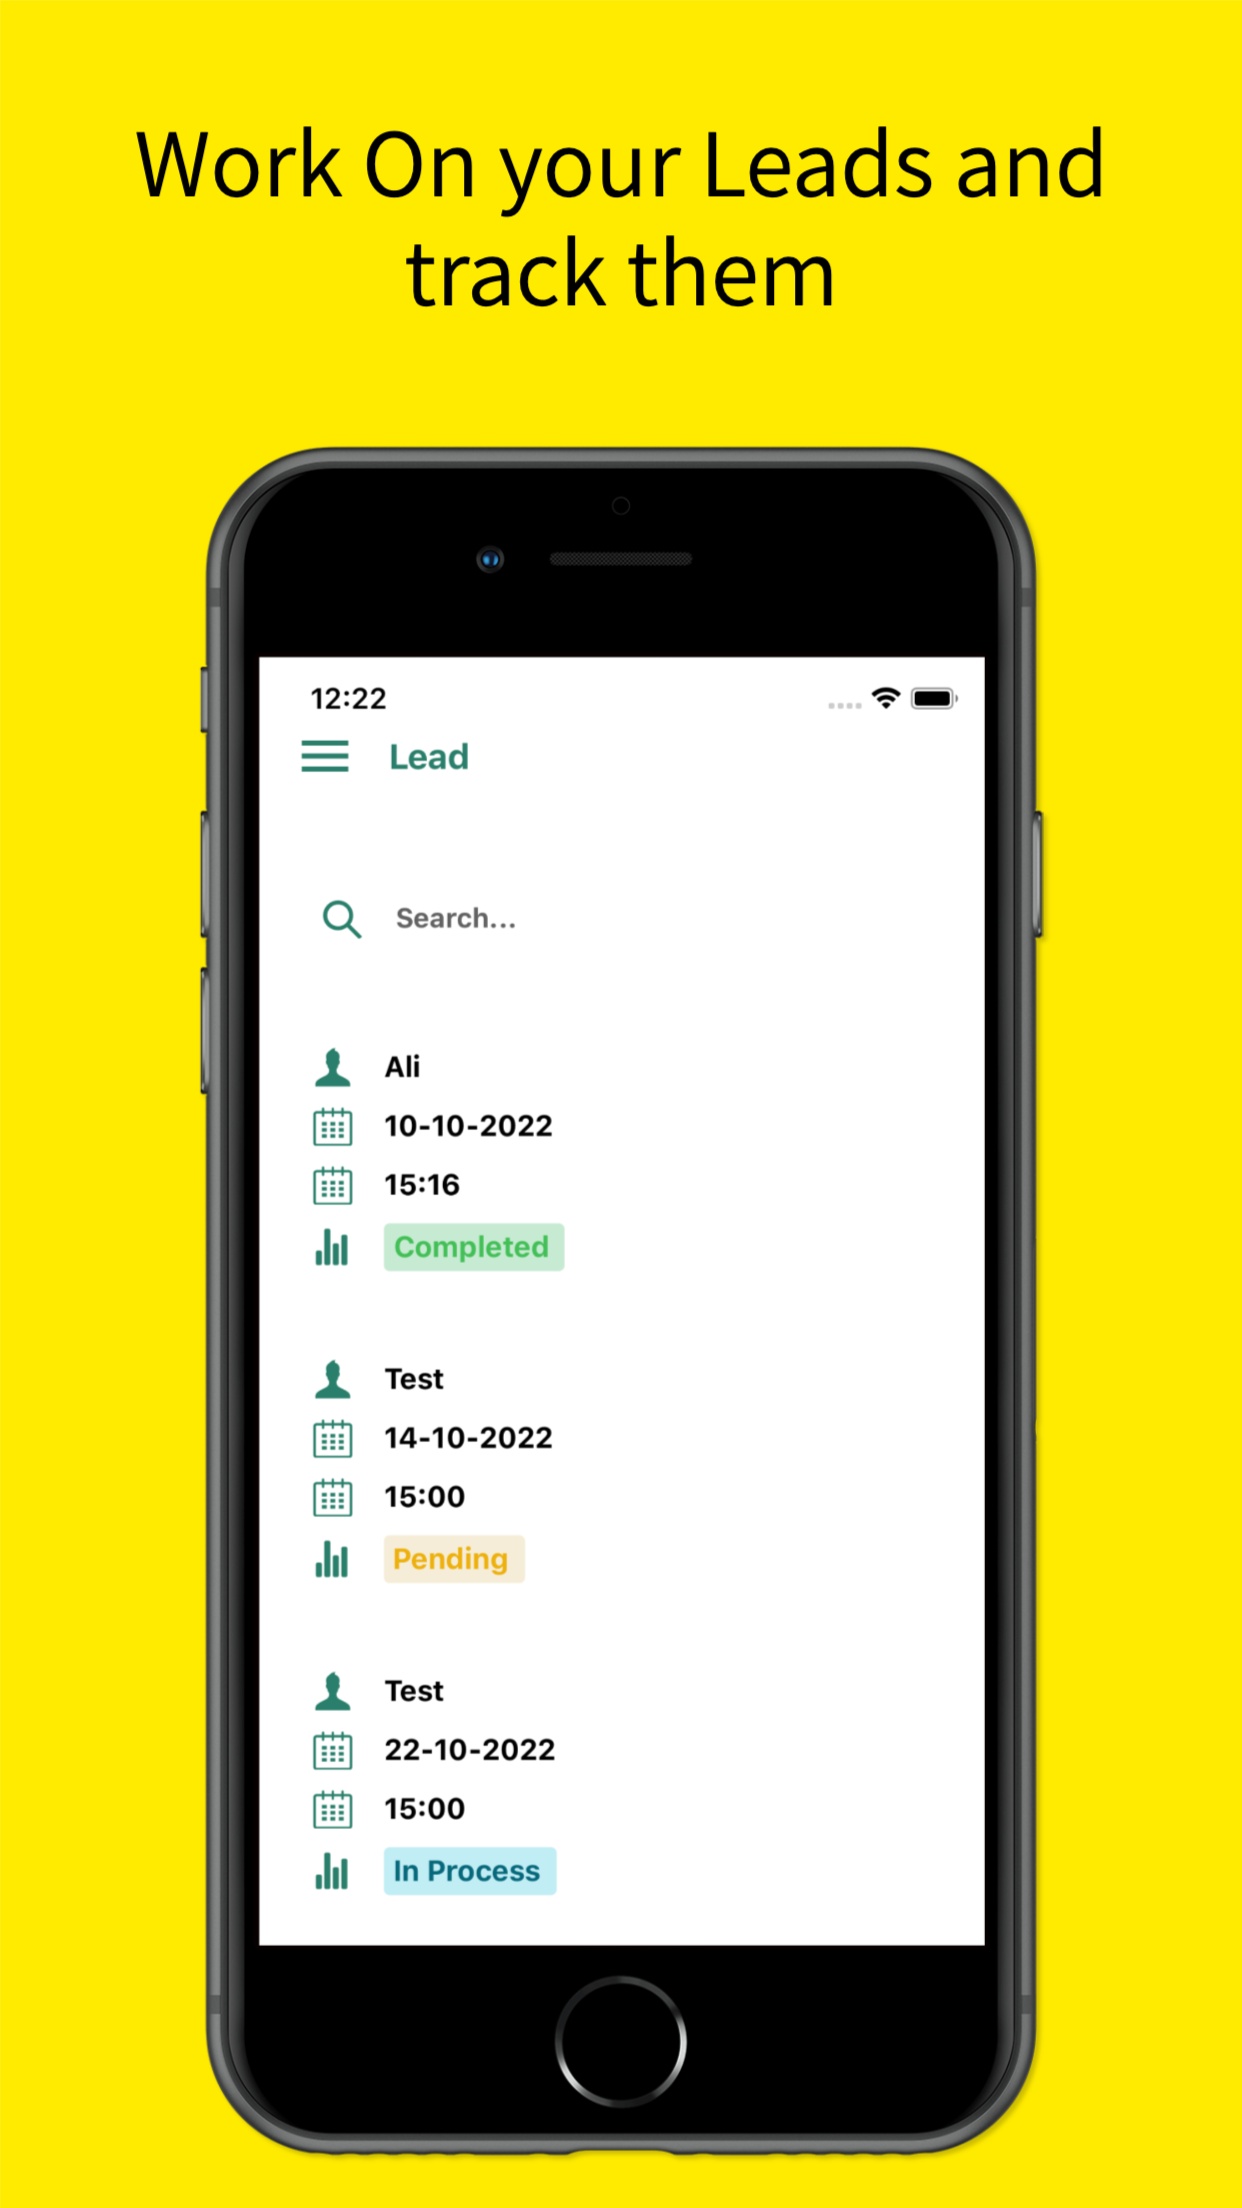 Work On your Leads and
track them
12:22
Lead
Search...
Ali
10-10-2022
15:16
Completed
Test
14-10-2022
15:00
Pending
Test
22-10-2022
15:00
In Process